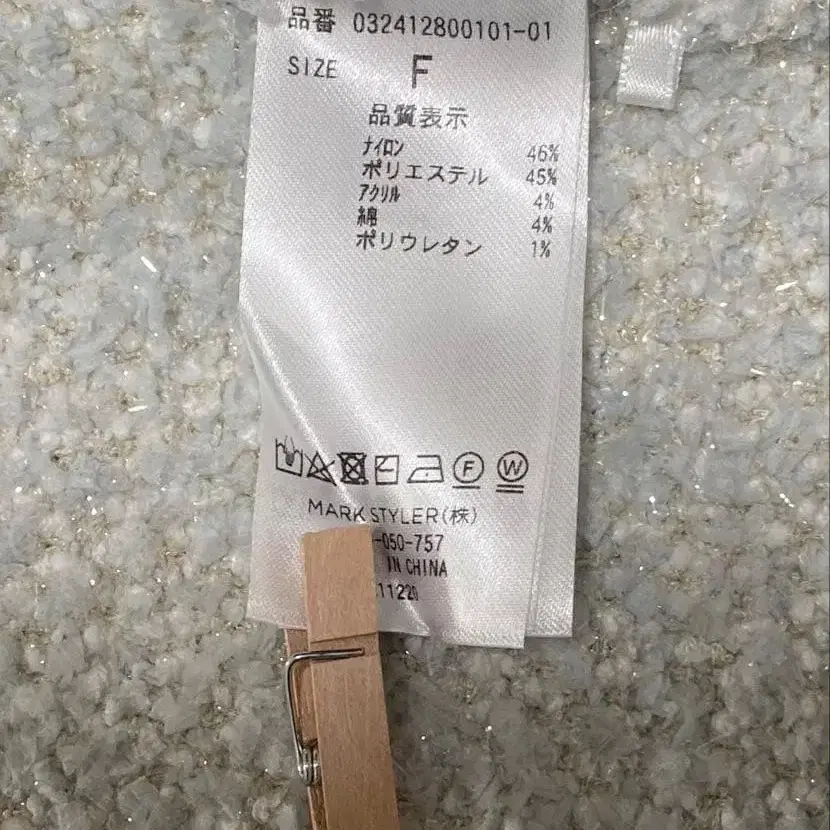 品番 032412800101-01
SIZE F
品質表示
ナイロン 46%
ポリエステル 45%
アクリル 4%
綿 4%
ポリウレタン 1%
F W
MARK STYLER(株)
-050-757
IN CHINA
11220